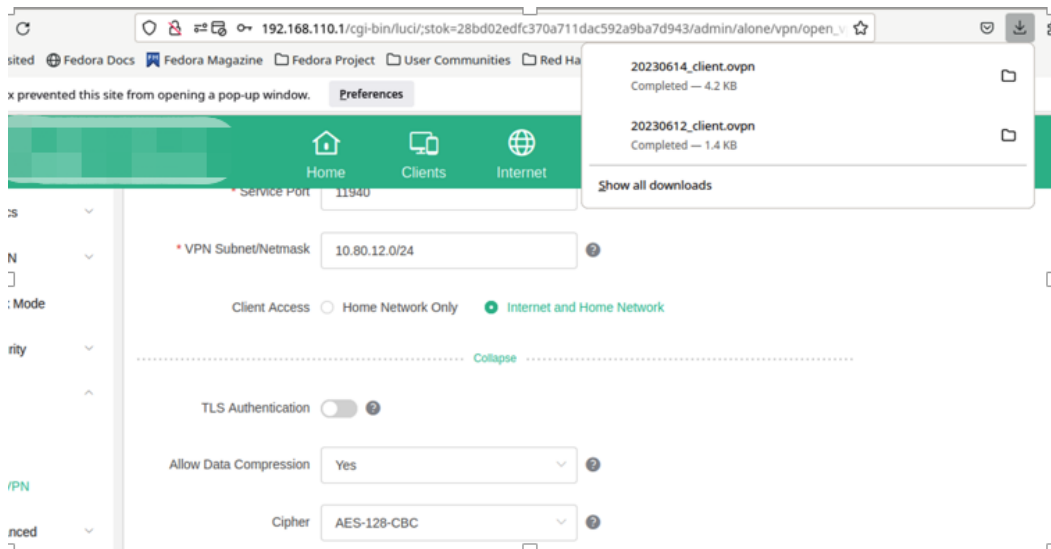 192.168.110.1/cgi-bin/luci/;stok=28bd02edfc370a711dac592a9ba7d943/admin/alone/vpn/open_v
sited Fedora Docs Fedora Magazine Fedora Project User Communities Red Ha
x prevented this site from opening a pop-up window. Preferences
20230614_client.ovpn
Completed — 4.2 KB
20230612_client.ovpn
Completed — 1.4 KB
Show all downloads
Home Clients Internet
cs
N
Mode
rity
/PN
nced
* Service Port 11940
* VPN Subnet/Netmask 10.80.12.0/24
Client Access Home Network Only Internet and Home Network
Collapse
TLS Authentication
Allow Data Compression Yes
Cipher AES-128-CBC